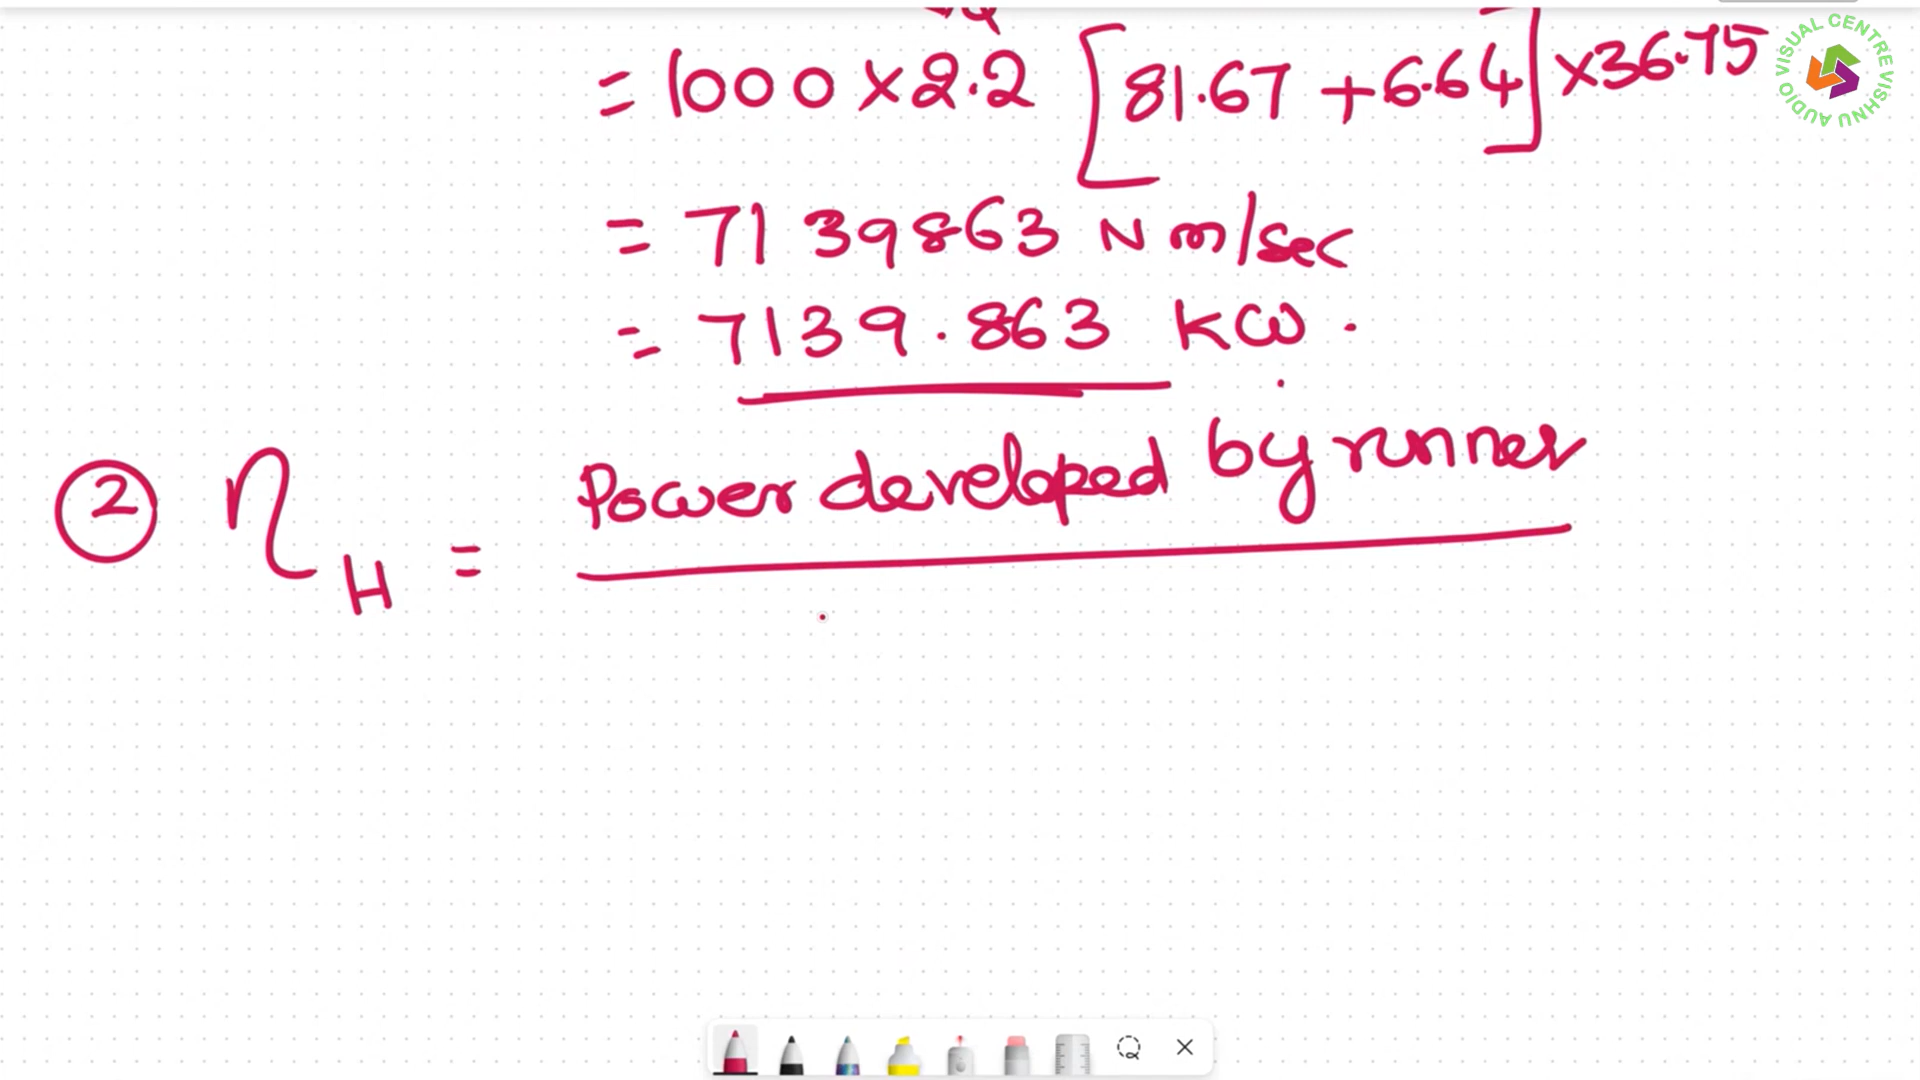 = 1000 × 2.2 [81.67 + 6.64] × 36.75
= 7139863 N m/sec
= 7139.863 KW.
② η_H = Power developed by runner
VISHNU AUDIO VISUAL CENTRE